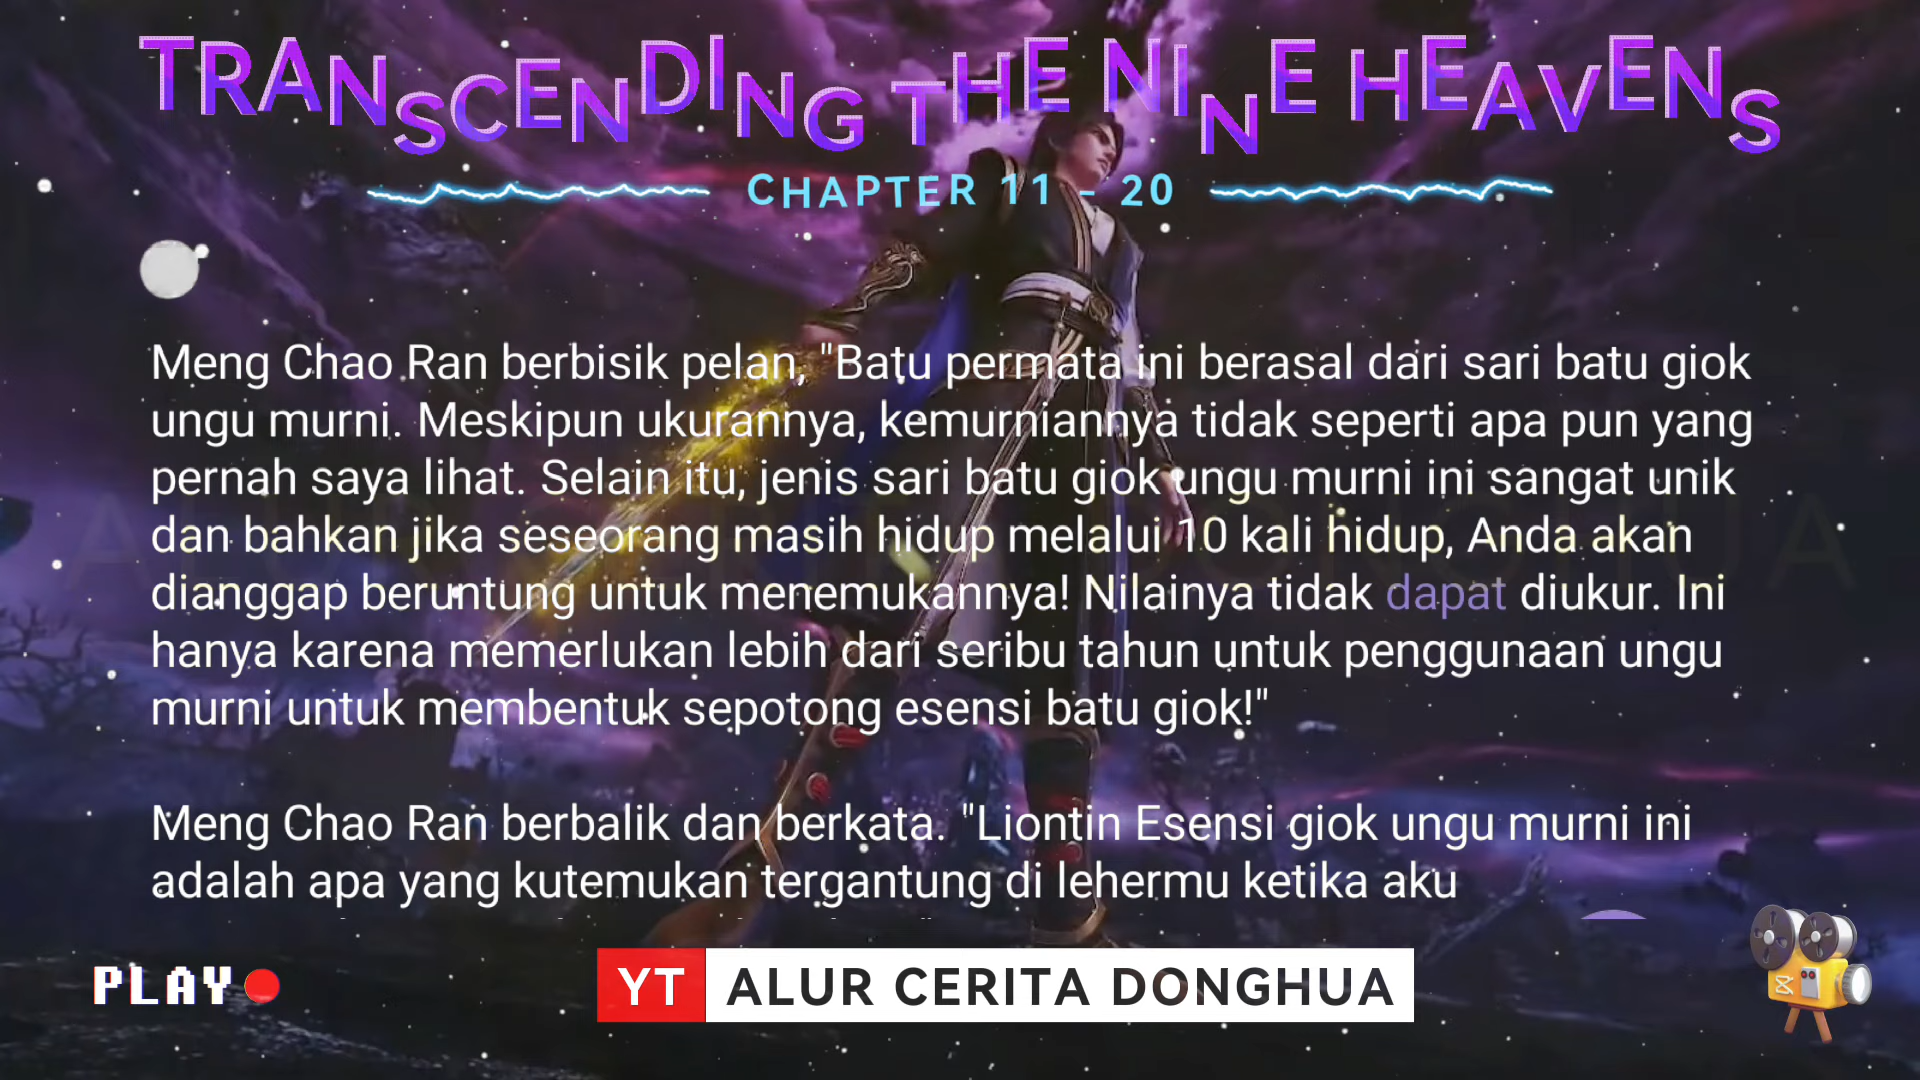 TRANSCENDING THE NINE HEAVENS
CHAPTER 11 - 20
Meng Chao Ran berbisik pelan, "Batu permata ini berasal dari sari batu giok
ungu murni. Meskipun ukurannya, kemurniannya tidak seperti apa pun yang
pernah saya lihat. Selain itu, jenis sari batu giok ungu murni ini sangat unik
dan bahkan jika seseorang masih hidup melalui 10 kali hidup, Anda akan
dianggap beruntung untuk menemukannya! Nilainya tidak dapat diukur. Ini
hanya karena memerlukan lebih dari seribu tahun untuk penggunaan ungu
murni untuk membentuk sepotong esensi batu giok!"
Meng Chao Ran berbalik dan berkata. "Liontin Esensi giok ungu murni ini
adalah apa yang kutemukan tergantung di lehermu ketika aku
PLAY
YT ALUR CERITA DONGHUA